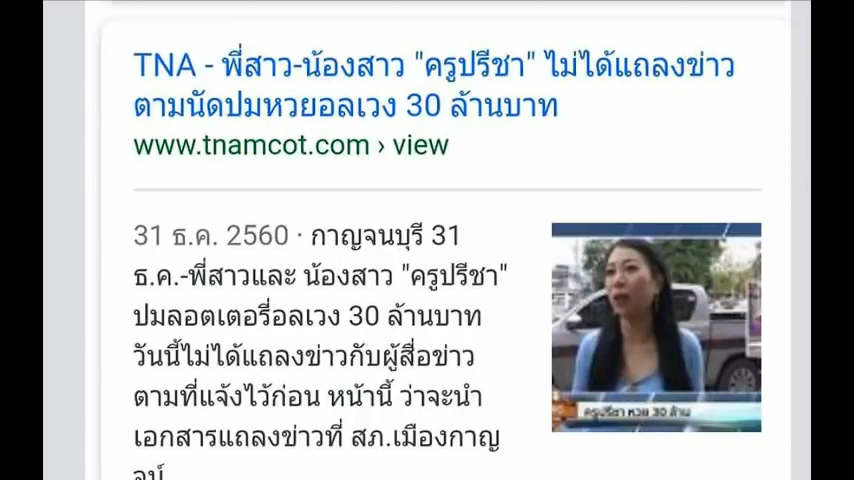 TNA - พี่สาว-น้องสาว "ครูปรีชา" ไม่ได้แถลงข่าว
ตามนัดปมหวยอลเวง 30 ล้านบาท
www.tnamcot.com › view
31 ธ.ค. 2560 · กาญจนบุรี 31
ธ.ค.-พี่สาวและ น้องสาว "ครูปรีชา"
ปมลอตเตอรี่อลเวง 30 ล้านบาท
วันนี้ไม่ได้แถลงข่าวกับผู้สื่อข่าว
ตามที่แจ้งไว้ก่อน หน้านี้ ว่าจะนำ
เอกสารแถลงข่าวที่ สภ.เมืองกาญ
จน์
ครูปรีชา หวย 30 ล้าน